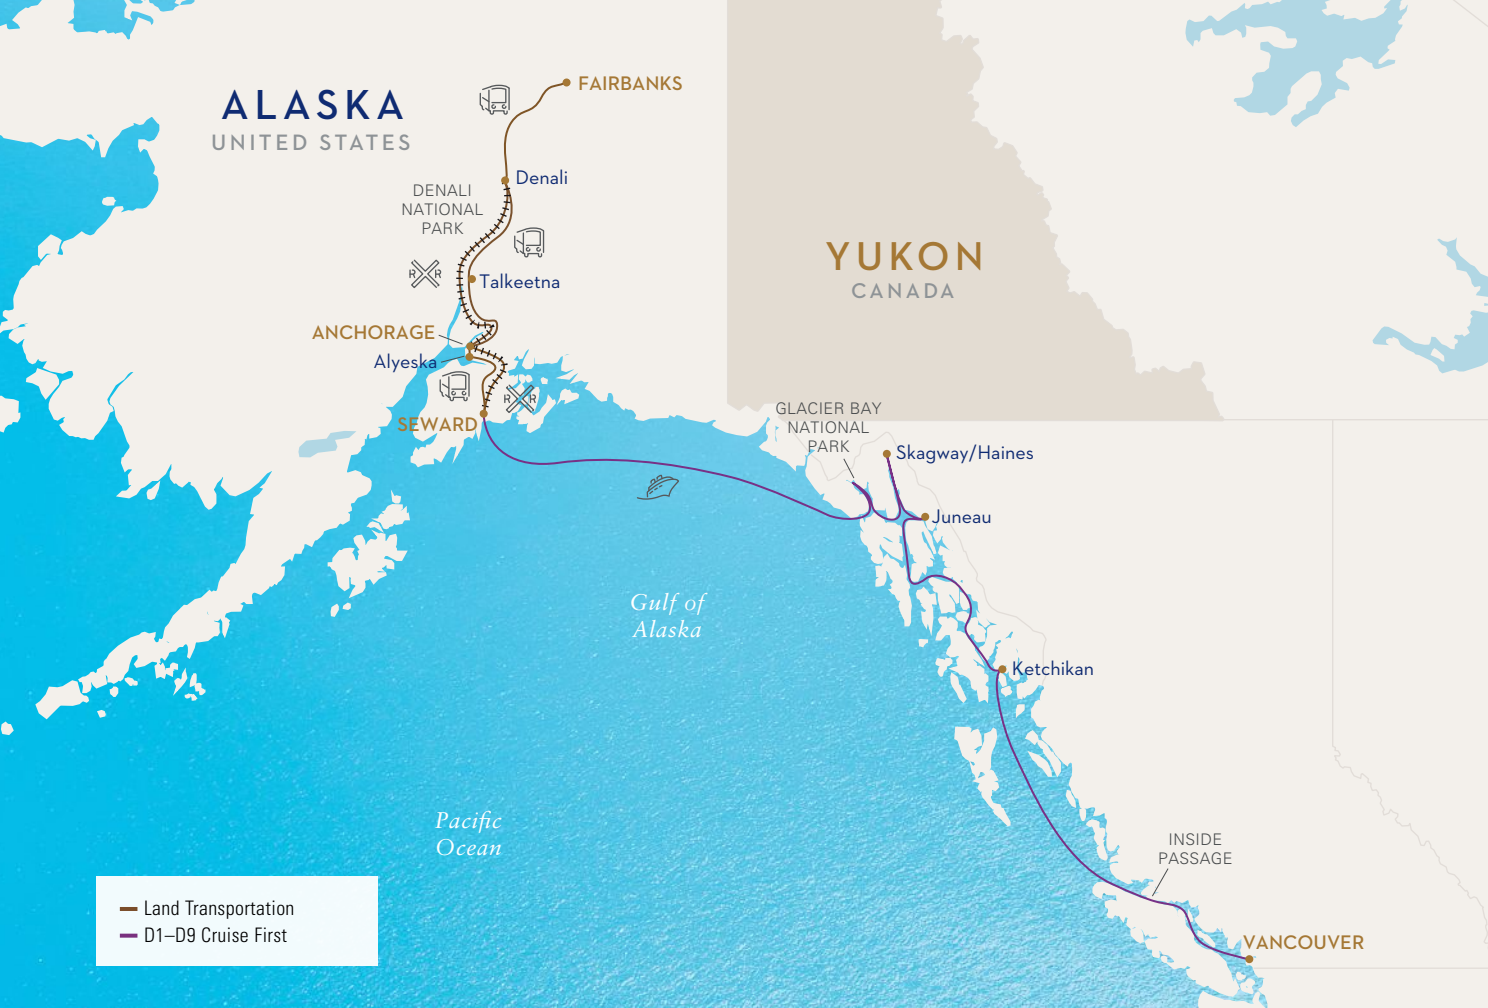 FAIRBANKS
ALASKA
UNITED STATES
Denali
DENALI
NATIONAL
PARK
YUKON
CANADA
R R
Talkeetna
ANCHORAGE
Alyeska
R R
SEWARD
GLACIER BAY
NATIONAL
PARK
Skagway/Haines
Juneau
Gulf of
Alaska
Ketchikan
Pacific
Ocean
INSIDE
PASSAGE
Land Transportation
D1–D9 Cruise First
VANCOUVER